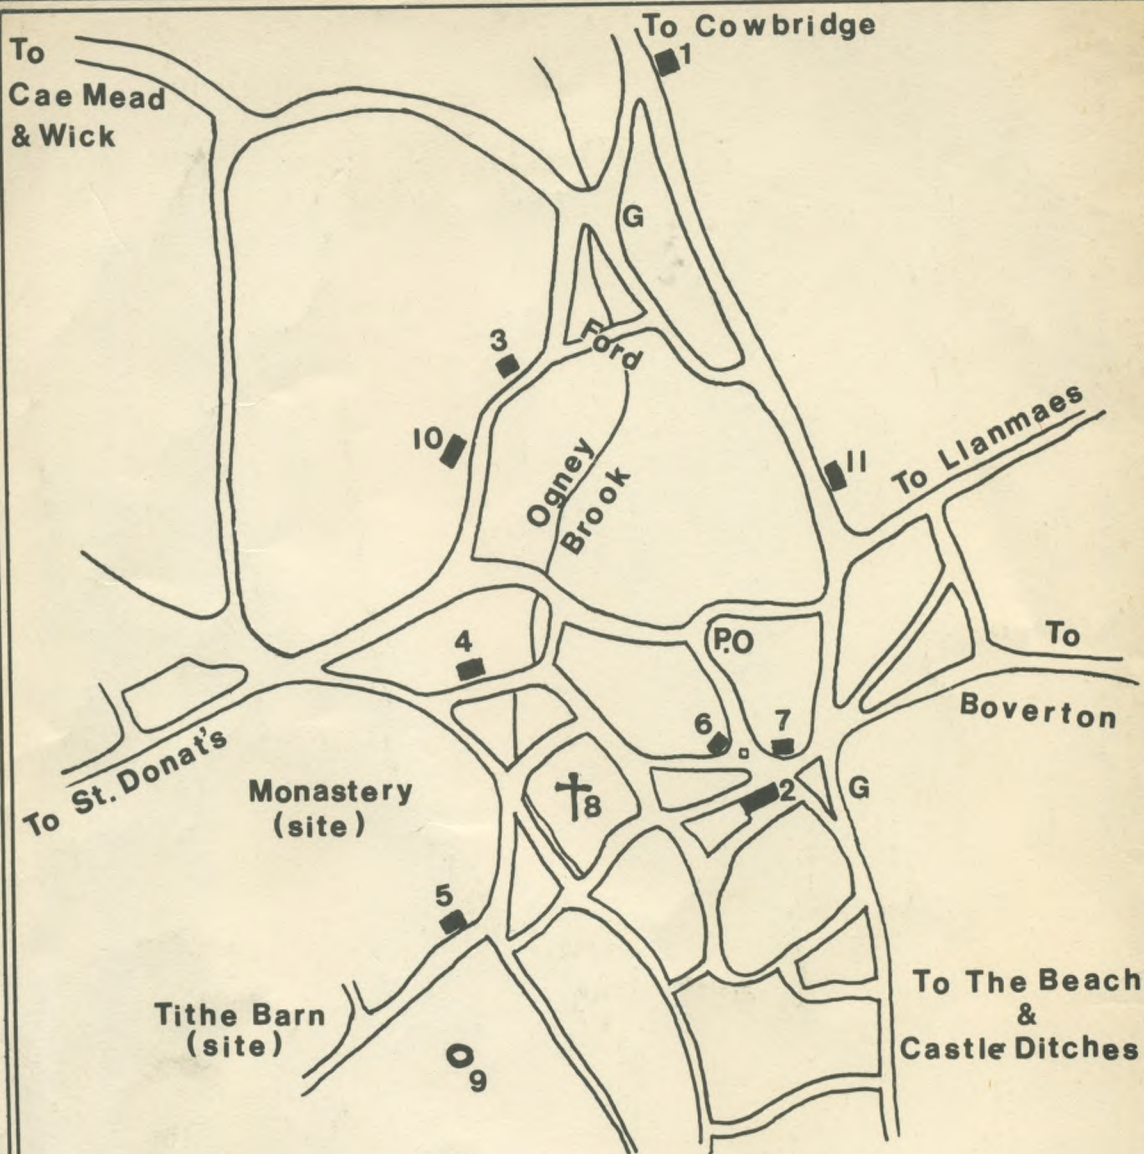 To Cowbridge
1
To
Cae Mead
& Wick
G
3
Ford
10
Ogney
Brook
11
To Llanmaes
4
P.O
To
Boverton
6
7
To St. Donat's
Monastery
(site)
8
2
G
5
Tithe Barn
(site)
9
To The Beach
&
Castle Ditches